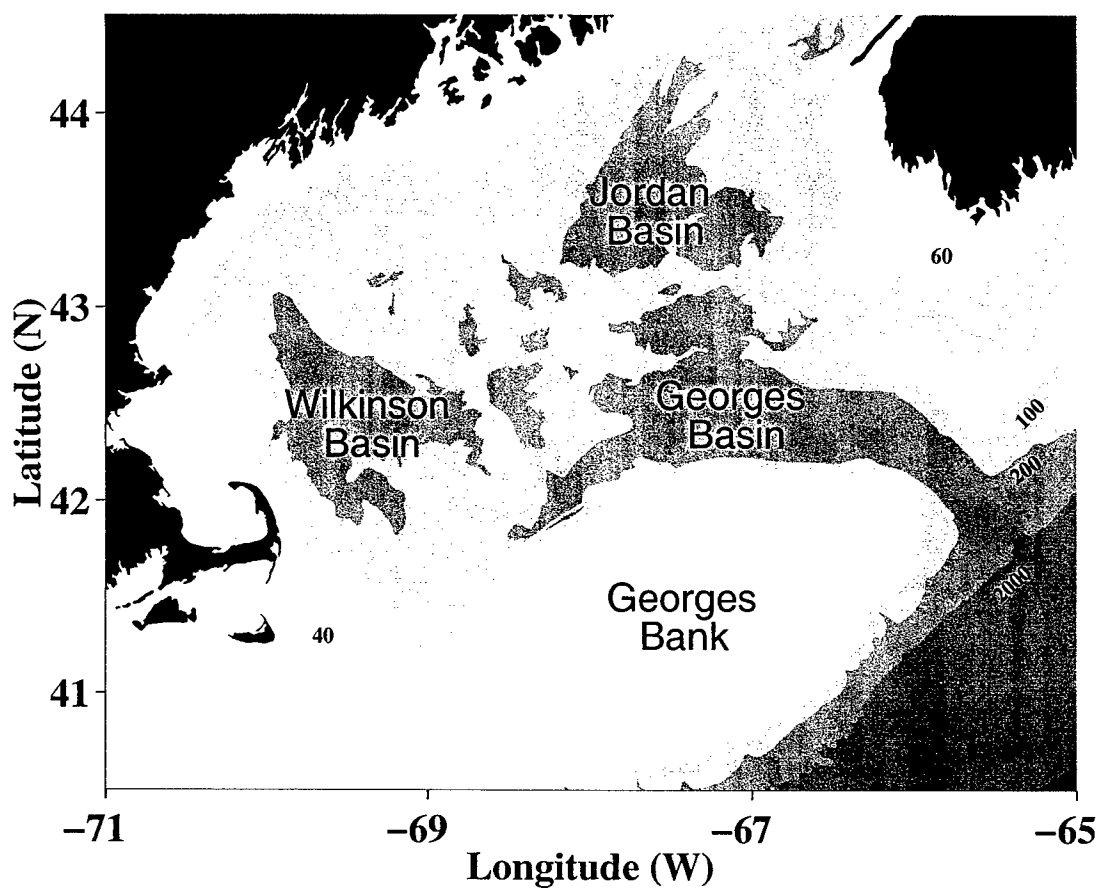 44
Jordan
Basin
60
43
Wilkinson
Basin
Georges
Basin
100
200
42
2000
Georges
Bank
40
41
Latitude (N)
−71
−69
−67
−65
Longitude (W)